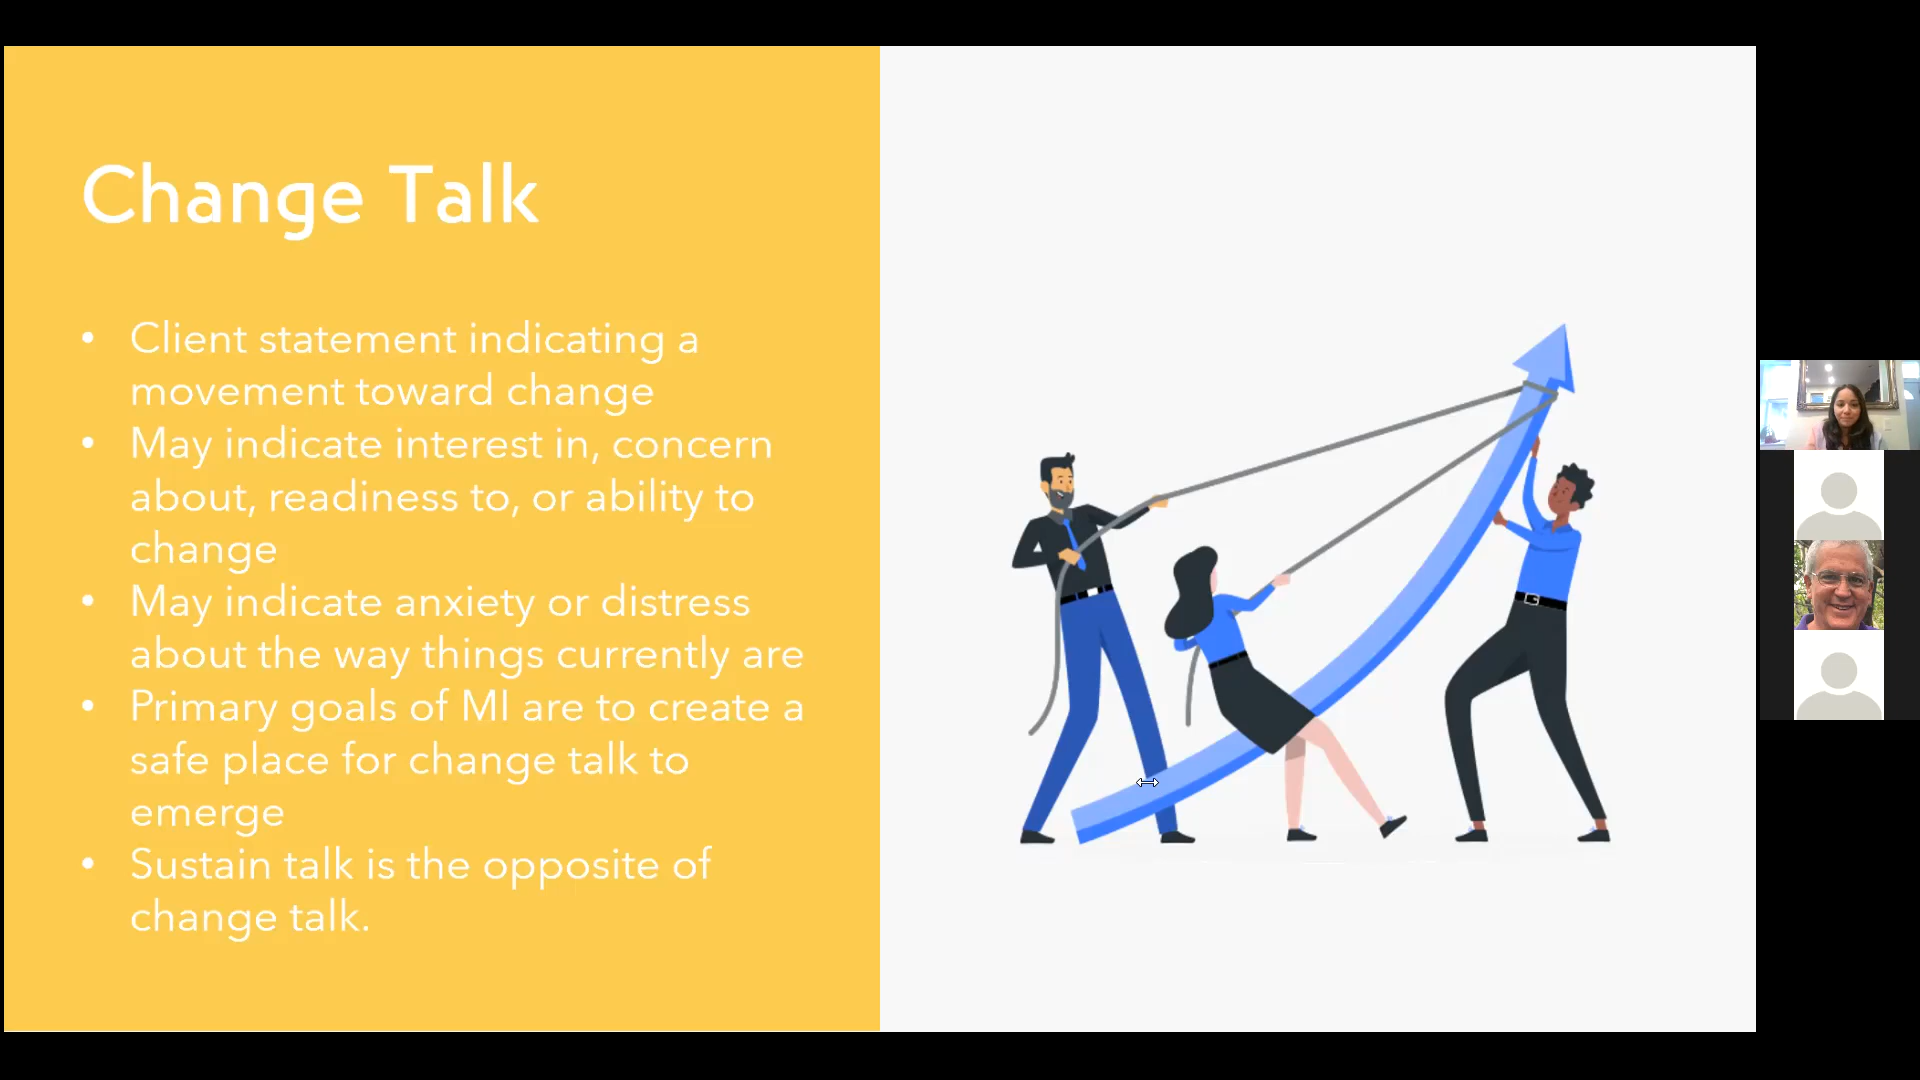 Change Talk
• Client statement indicating a
movement toward change
• May indicate interest in, concern
about, readiness to, or ability to
change
• May indicate anxiety or distress
about the way things currently are
• Primary goals of MI are to create a
safe place for change talk to
emerge
• Sustain talk is the opposite of
change talk.